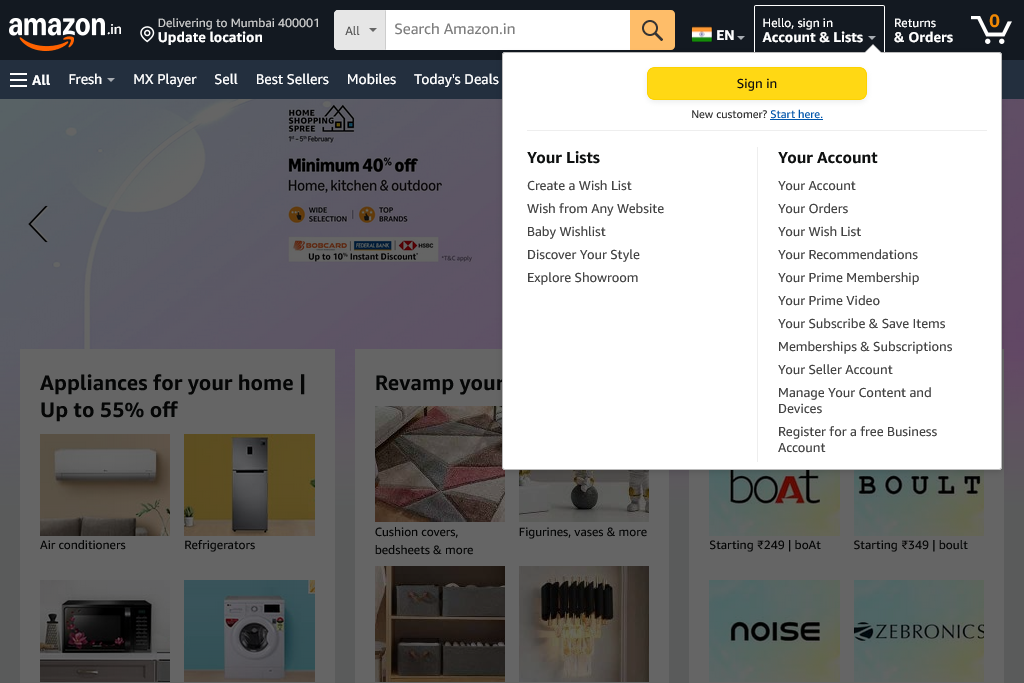 amazon.in
Delivering to Mumbai 400001
Update location
All
Search Amazon.in
EN
Hello, sign in
Account & Lists
Returns
& Orders
0
All
Fresh
MX Player
Sell
Best Sellers
Mobiles
Today's Deals
Sign in
New customer? Start here.
Your Lists
Create a Wish List
Wish from Any Website
Baby Wishlist
Discover Your Style
Explore Showroom
Your Account
Your Account
Your Orders
Your Wish List
Your Recommendations
Your Prime Membership
Your Prime Video
Your Subscribe & Save Items
Memberships & Subscriptions
Your Seller Account
Manage Your Content and
Devices
Register for a free Business
Account
HOME
SHOPPING
SPREE
1st - 5th February
Minimum 40% off
Home, kitchen & outdoor
WIDE
SELECTION
TOP
BRANDS
BOBCARD
FEDERAL BANK
HSBC
Up to 10% Instant Discount*
*T&C apply
Appliances for your home |
Up to 55% off
Air conditioners
Refrigerators
Revamp your
Cushion covers,
bedsheets & more
Figurines, vases & more
boAt
BOULT
Starting ₹249 | boAt
Starting ₹349 | boult
noise
ZEBRONICS